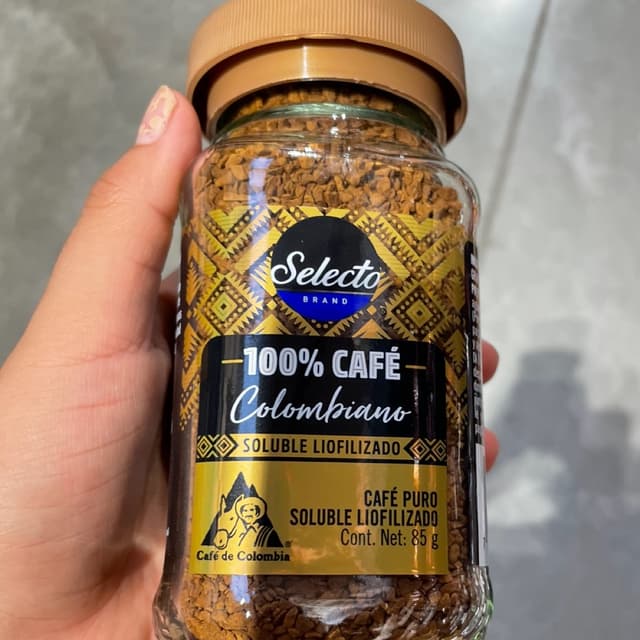 Selecto
BRAND
100% CAFÉ
Colombiano
SOLUBLE LIOFILIZADO
CAFÉ PURO
SOLUBLE LIOFILIZADO
Cont. Net: 85 g
Café de Colombia